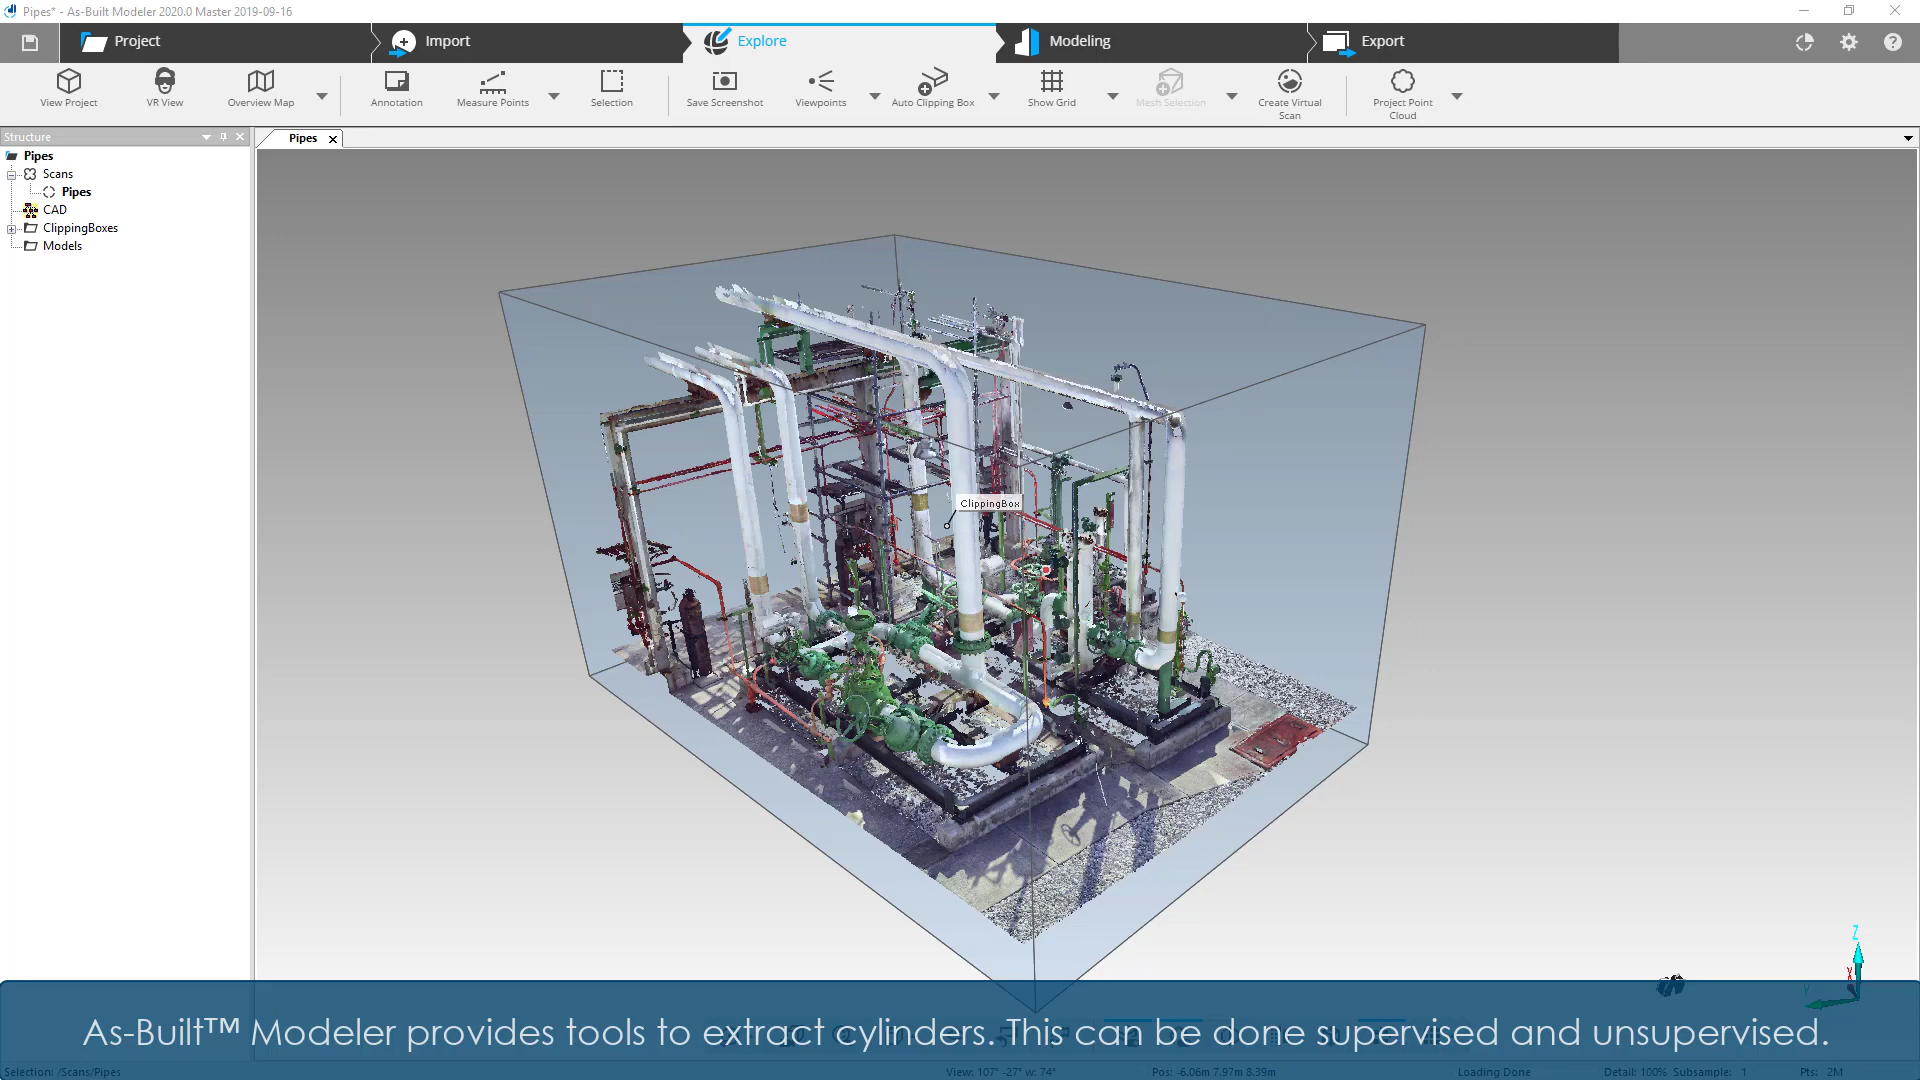 Pipes* - As-Built Modeler 2020.0 Master 2019-09-16
Project
Import
Explore
Modeling
Export
View Project
VR View
Overview Map
Annotation
Measure Points
Selection
Save Screenshot
Viewpoints
Auto Clipping Box
Show Grid
Mesh Selection
Create Virtual
Scan
Project Point
Cloud
Structure
Pipes
Pipes
Scans
Pipes
CAD
ClippingBoxes
Models
ClippingBox
Z
X
Y
As-Built™ Modeler provides tools to extract cylinders. This can be done supervised and unsupervised.
Selection: /Scans/Pipes
View: 107° -27° w: 74°
Pos: -6.06m 7.97m 8.39m
Loading Done
Detail: 100%
Subsample: 1
Pts: 2M